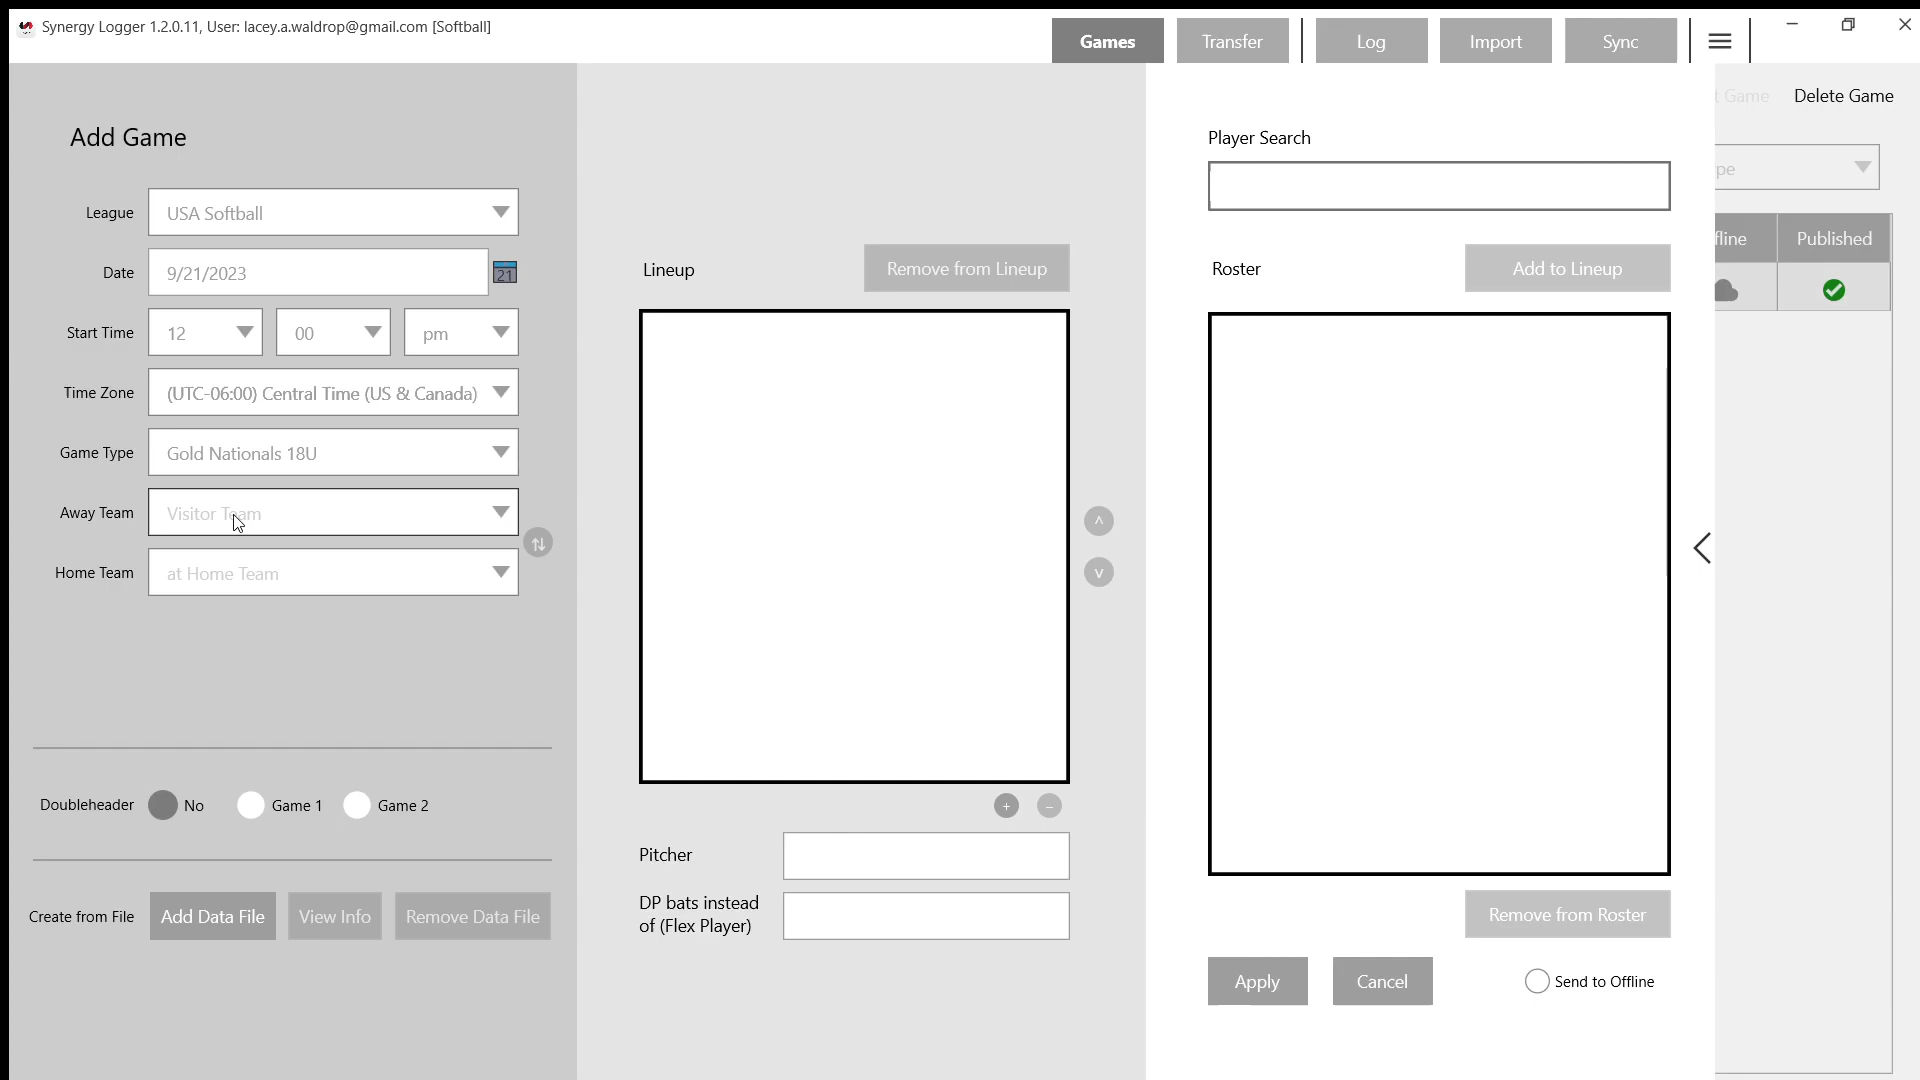 Synergy Logger 1.2.0.11, User: lacey.a.waldrop@gmail.com [Softball]
Games
Transfer
Log
Import
Sync
t Game
Delete Game
Add Game
Player Search
League
USA Softball
pe
Date
9/21/2023
21
fline
Published
Lineup
Remove from Lineup
Roster
Add to Lineup
Start Time
12
00
pm
Time Zone
(UTC-06:00) Central Time (US & Canada)
Game Type
Gold Nationals 18U
Away Team
Visitor Team
Home Team
at Home Team
Doubleheader
No
Game 1
Game 2
Pitcher
DP bats instead
of (Flex Player)
Create from File
Add Data File
View Info
Remove Data File
Remove from Roster
Apply
Cancel
Send to Offline